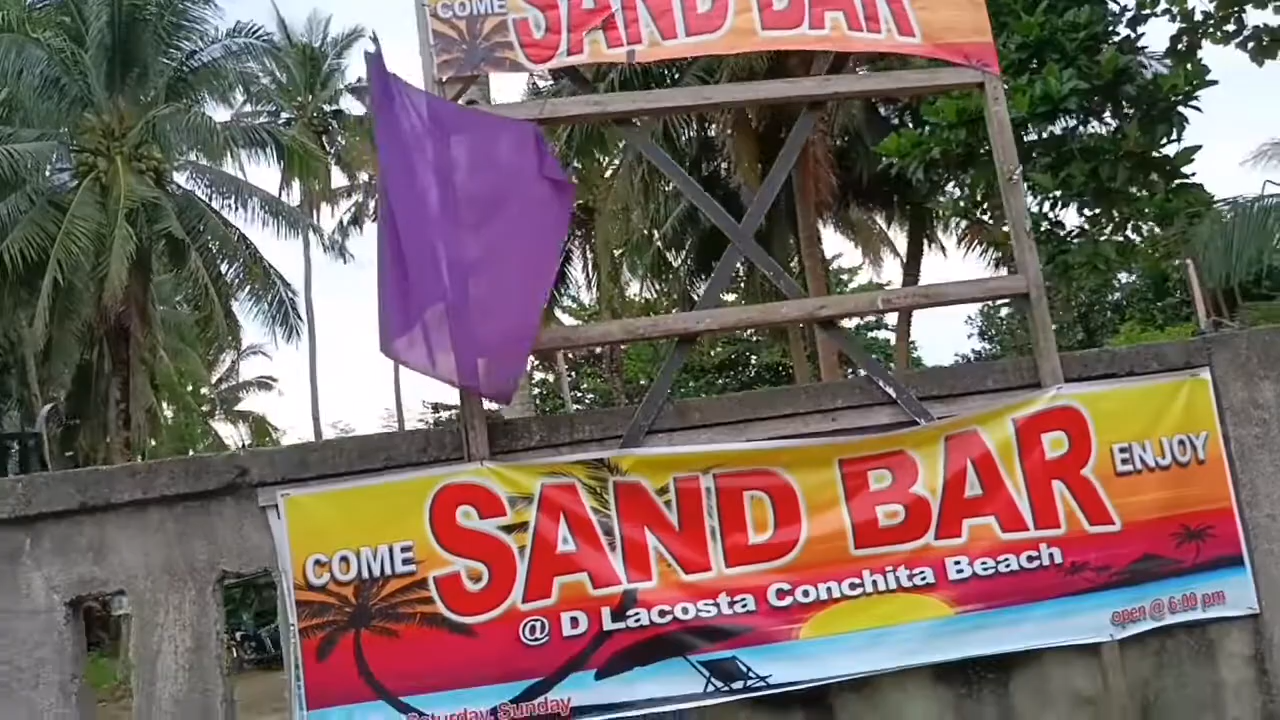 COME SAND BAR
COME SAND BAR ENJOY
@ D Lacosta Conchita Beach
open @ 6:00 pm
Saturday, Sunday